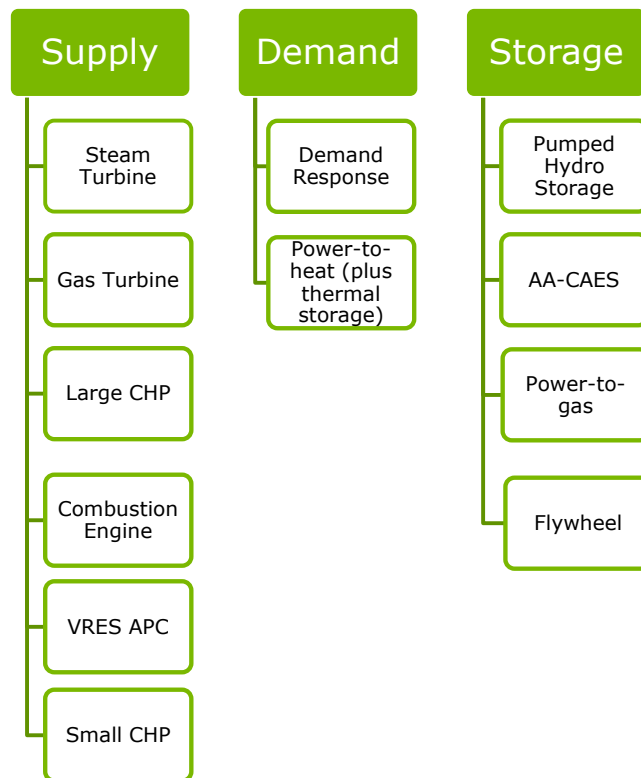 Supply
Steam
Turbine
Gas Turbine
Large CHP
Combustion
Engine
VRES APC
Small CHP
Demand
Demand
Response
Power-to-
heat (plus
thermal
storage)
Storage
Pumped
Hydro
Storage
AA-CAES
Power-to-
gas
Flywheel